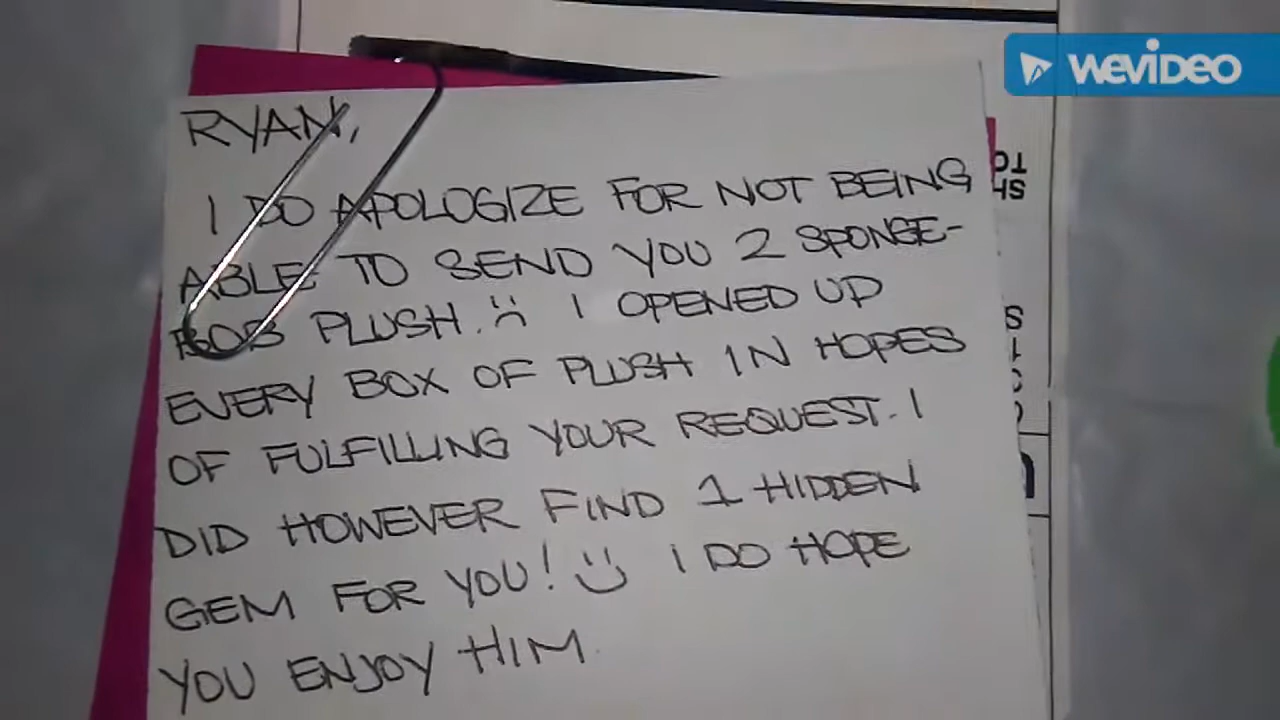 WEVIDEO
RYAN,
I DO APOLOGIZE FOR NOT BEING
ABLE TO SEND YOU 2 SPONGE-
BOB PLUSH. :( I OPENED UP
EVERY BOX OF PLUSH IN HOPES
OF FULFILLING YOUR REQUEST. I
DID HOWEVER FIND 1 HIDDEN
GEM FOR YOU! :) I DO HOPE
YOU ENJOY HIM